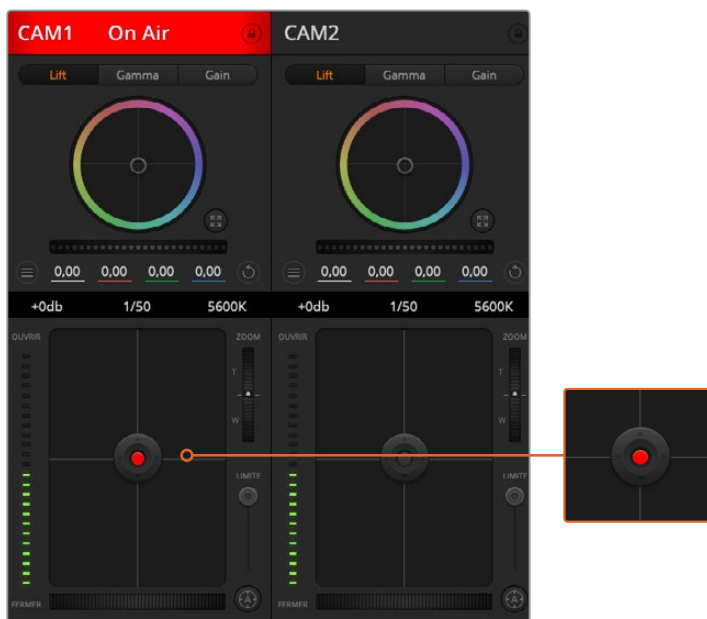 CAM1 On Air CAM2
Lift Gamma Gain Lift Gamma Gain
0,00 0,00 0,00 0,00 0,00 0,00 0,00 0,00
+0db 1/50 5600K +0db 1/50 5600K
OUVRIR ZOOM OUVRIR ZOOM
T T
W W
LIMITE LIMITE
FERMER A FERMER A